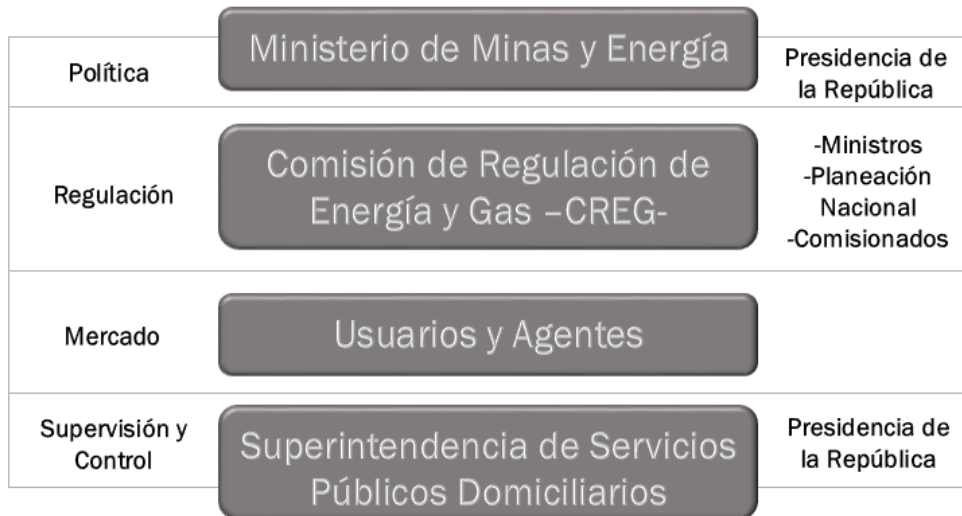 Política
Ministerio de Minas y Energía
Presidencia de
la República
Regulación
Comisión de Regulación de
Energía y Gas –CREG-
-Ministros
-Planeación
Nacional
-Comisionados
Mercado
Usuarios y Agentes
Supervisión y
Control
Superintendencia de Servicios
Públicos Domiciliarios
Presidencia de
la República